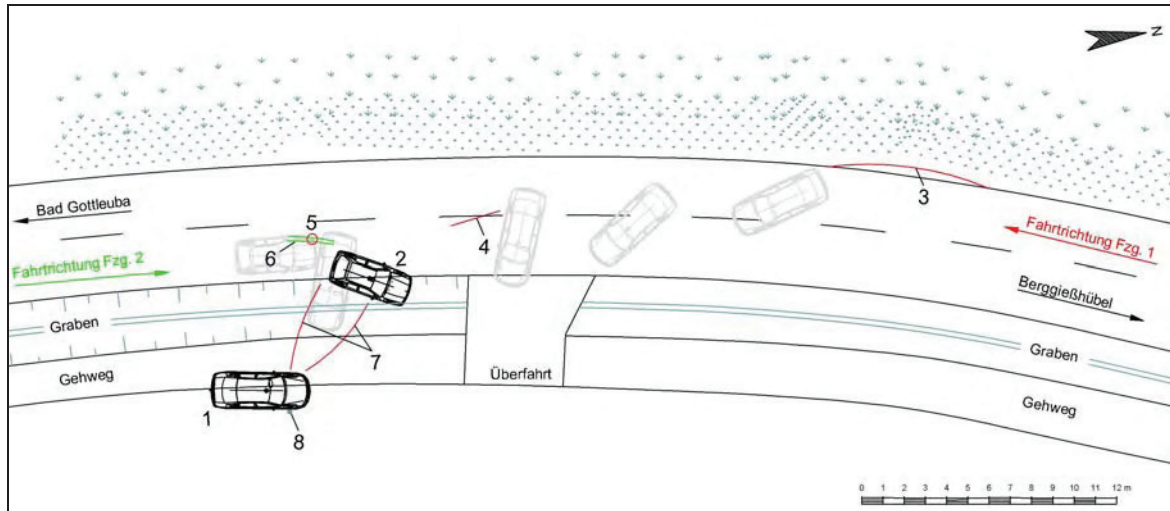 N
Bad Gottleuba
5
6
2
4
3
Fahrtrichtung Fzg. 1
Fahrtrichtung Fzg. 2
Berggießhübel
Graben
7
Graben
Gehweg
Überfahrt
1
8
Gehweg
0 1 2 3 4 5 6 7 8 9 10 11 12 m